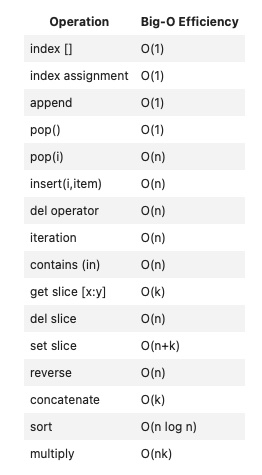 Operation Big-O Efficiency
index [] O(1)
index assignment O(1)
append O(1)
pop() O(1)
pop(i) O(n)
insert(i,item) O(n)
del operator O(n)
iteration O(n)
contains (in) O(n)
get slice [x:y] O(k)
del slice O(n)
set slice O(n+k)
reverse O(n)
concatenate O(k)
sort O(n log n)
multiply O(nk)